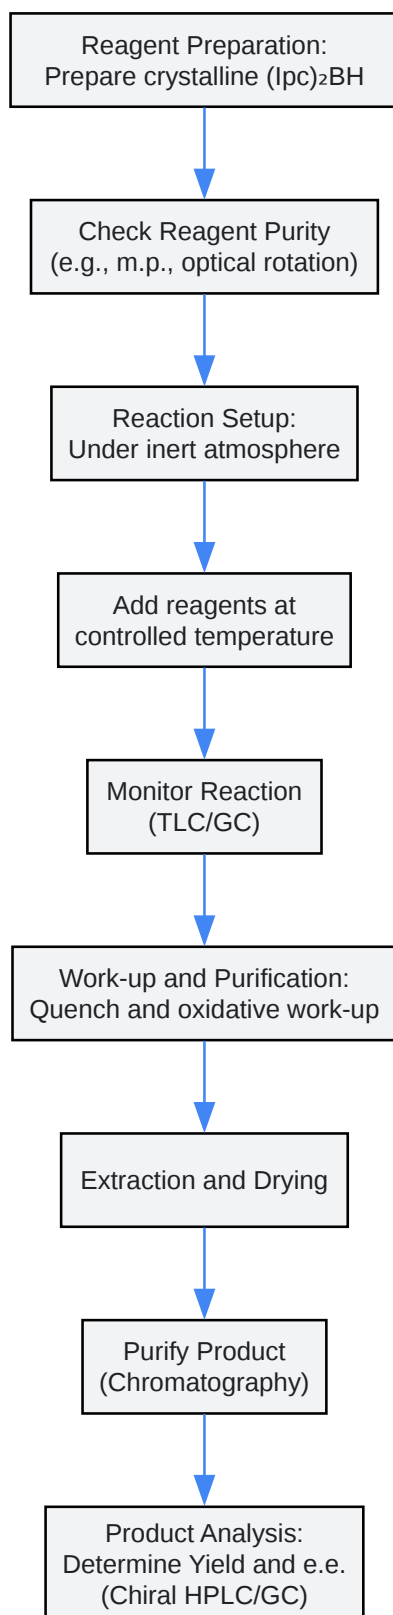 Reagent Preparation:
Prepare crystalline (Ipc)₂BH
Check Reagent Purity
(e.g., m.p., optical rotation)
Reaction Setup:
Under inert atmosphere
Add reagents at
controlled temperature
Monitor Reaction
(TLC/GC)
Work-up and Purification:
Quench and oxidative work-up
Extraction and Drying
Purify Product
(Chromatography)
Product Analysis:
Determine Yield and e.e.
(Chiral HPLC/GC)